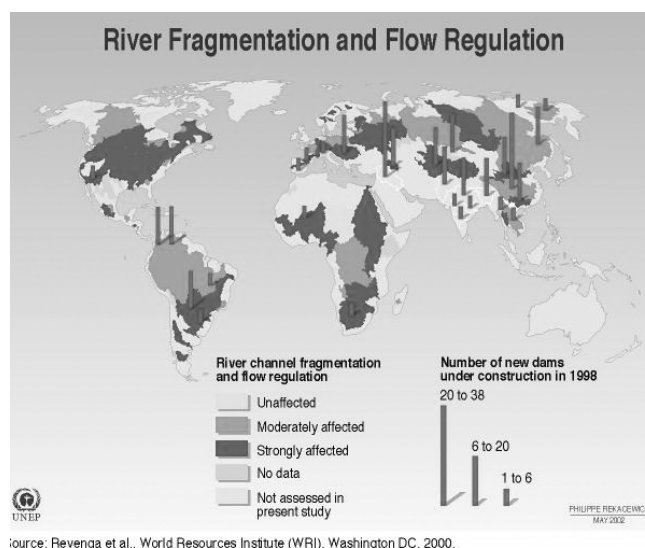 River Fragmentation and Flow Regulation
River channel fragmentation
and flow regulation
Unaffected
Moderately affected
Strongly affected
No data
Not assessed in
present study
Number of new dams
under construction in 1998
20 to 38
6 to 20
1 to 6
UNEP
PHILIPPE REKACEWICZ
MAY 2002
Source: Revenga et al., World Resources Institute (WRI), Washington DC, 2000.